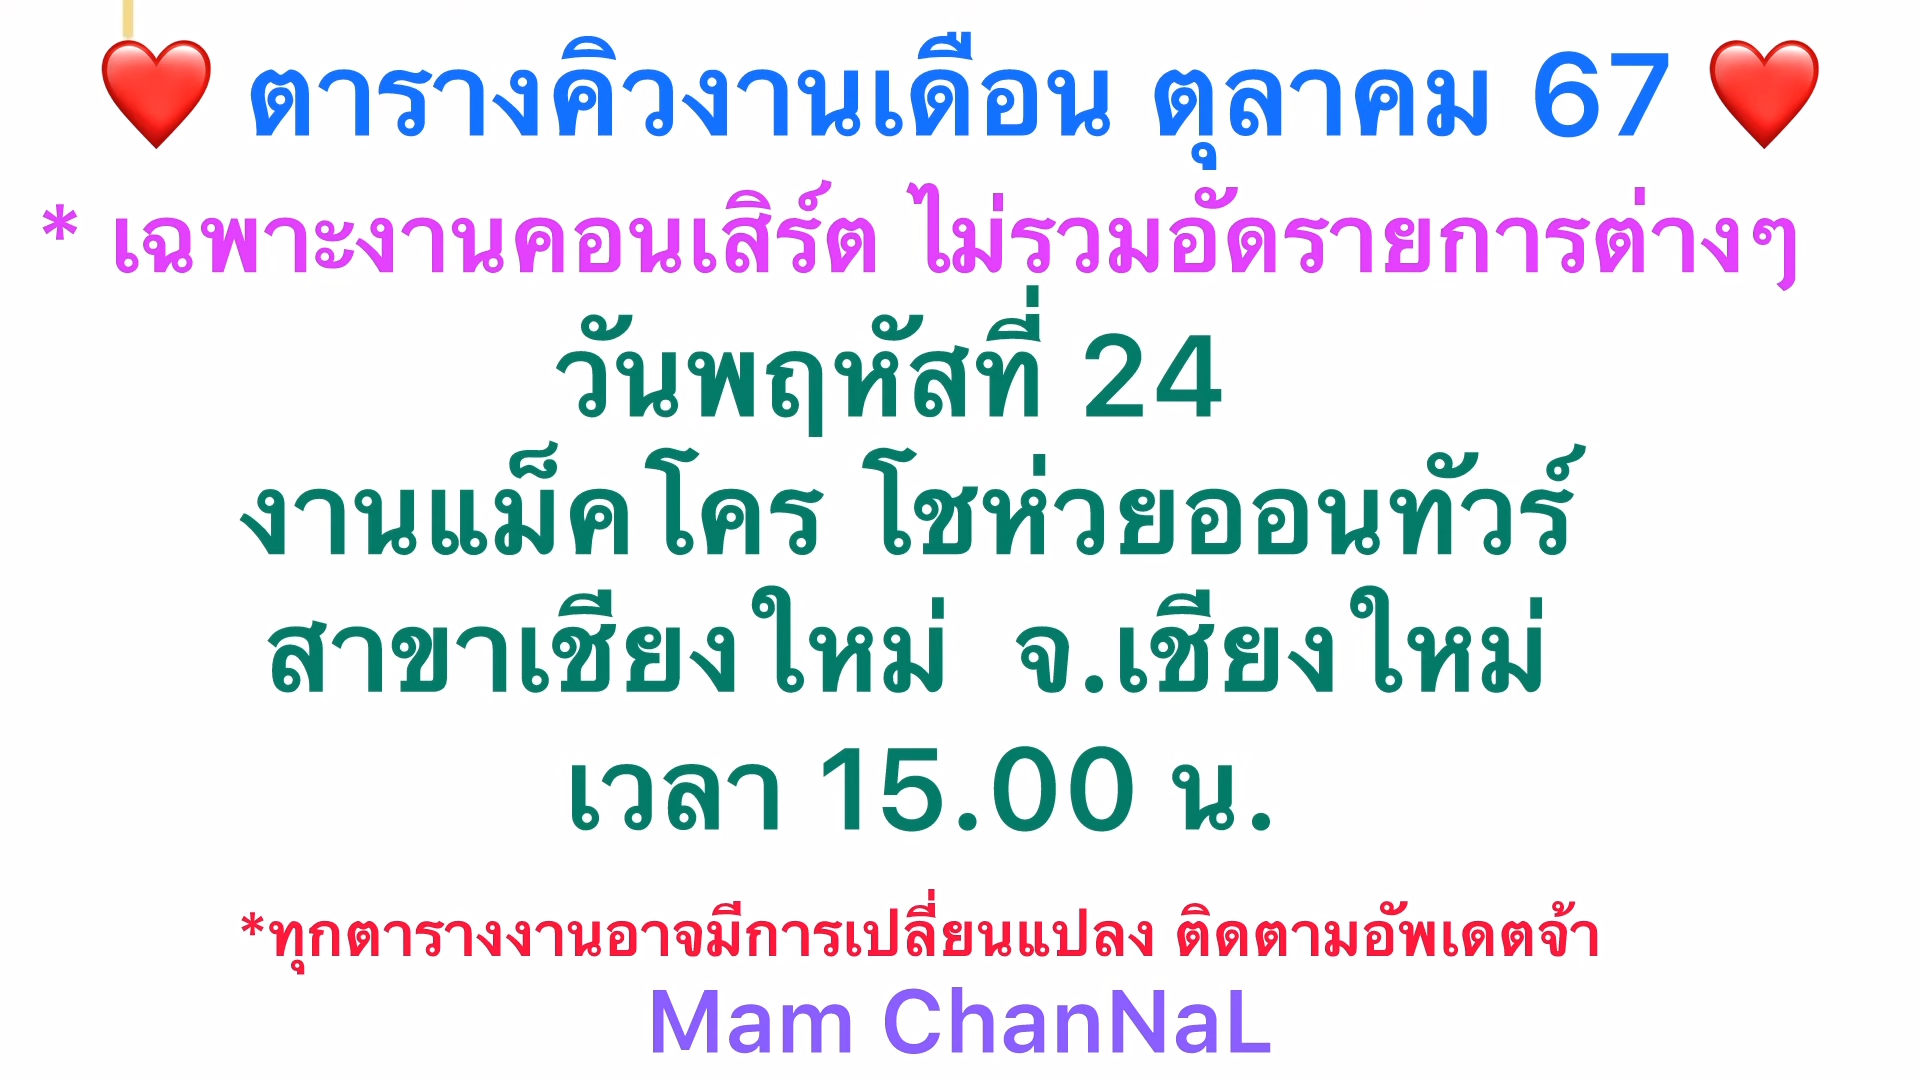 ❤️ ตารางคิวงานเดือน ตุลาคม 67 ❤️
* เฉพาะงานคอนเสิร์ต ไม่รวมอัดรายการต่างๆ
วันพฤหัสที่ 24
งานแม็คโคร โชห่วยออนทัวร์
สาขาเชียงใหม่ จ.เชียงใหม่
เวลา 15.00 น.
*ทุกตารางงานอาจมีการเปลี่ยนแปลง ติดตามอัพเดตจ้า
Mam ChanNaL